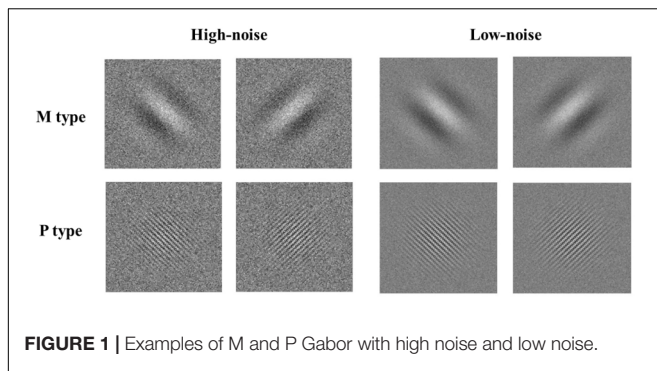 High-noise Low-noise
M type
P type
FIGURE 1 | Examples of M and P Gabor with high noise and low noise.